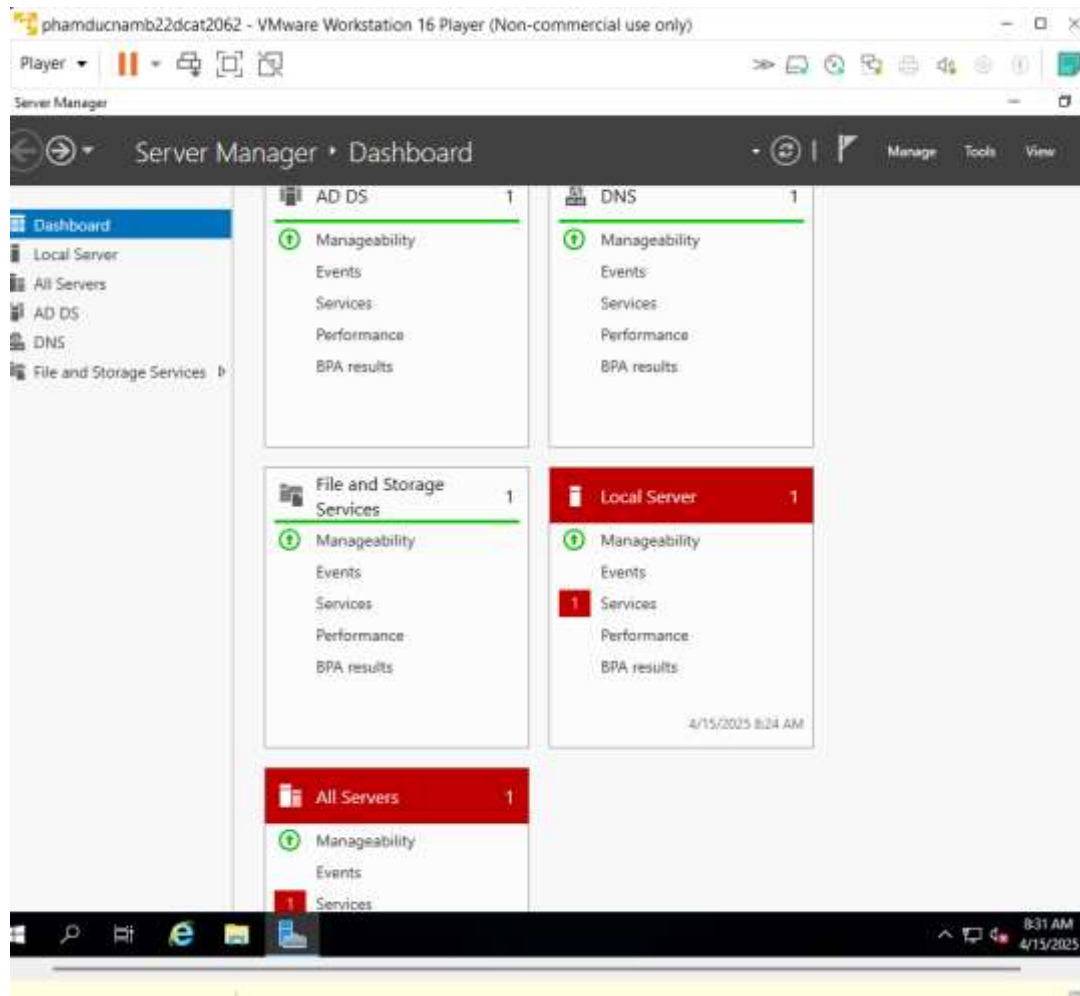 phamducnamb22dcat2062 - VMware Workstation 16 Player (Non-commercial use only)
Player
Server Manager
Server Manager • Dashboard
Manage Tools View
Dashboard
Local Server
All Servers
AD DS
DNS
File and Storage Services
AD DS 1
Manageability
Events
Services
Performance
BPA results
DNS 1
Manageability
Events
Services
Performance
BPA results
File and Storage
Services 1
Manageability
Events
Services
Performance
BPA results
Local Server 1
Manageability
Events
1 Services
Performance
BPA results
4/15/2025 8:24 AM
All Servers 1
Manageability
Events
1 Services
8:31 AM
4/15/2025